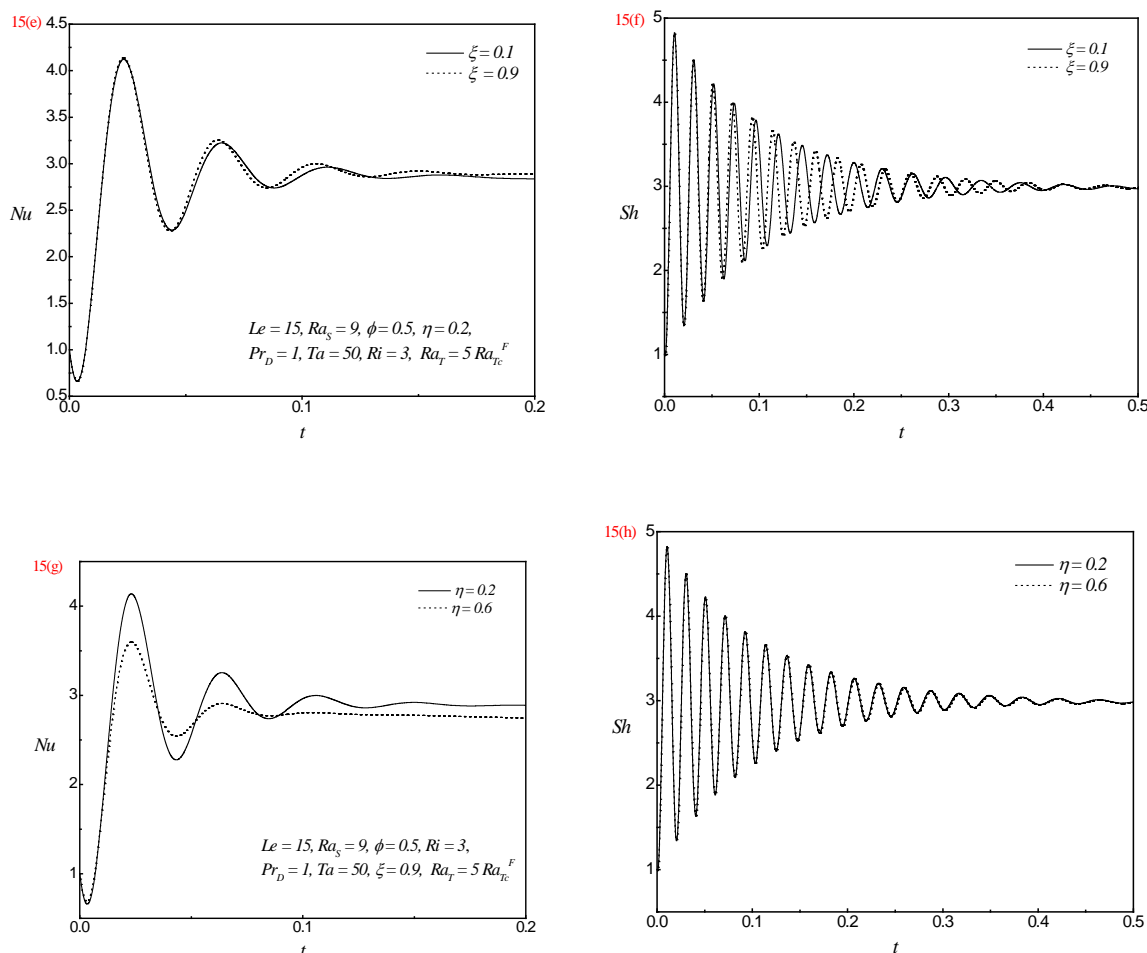 15(e)
4.5
4.0
3.5
3.0
2.5
2.0
1.5
1.0
0.5
Nu
ξ = 0.1
ξ = 0.9
Le = 15, Ra_S = 9, ϕ = 0.5, η = 0.2,
Pr_D = 1, Ta = 50, Ri = 3, Ra_T = 5 Ra_Tc^F
0.0 0.1 0.2
t
15(f)
5
4
3
2
1
Sh
ξ = 0.1
ξ = 0.9
0.0 0.1 0.2 0.3 0.4 0.5
t
15(g)
4
3
2
1
Nu
η = 0.2
η = 0.6
Le = 15, Ra_S = 9, ϕ = 0.5, Ri = 3,
Pr_D = 1, Ta = 50, ξ = 0.9, Ra_T = 5 Ra_Tc^F
0.0 0.1 0.2
t
15(h)
5
4
3
2
1
Sh
η = 0.2
η = 0.6
0.0 0.1 0.2 0.3 0.4 0.5
t